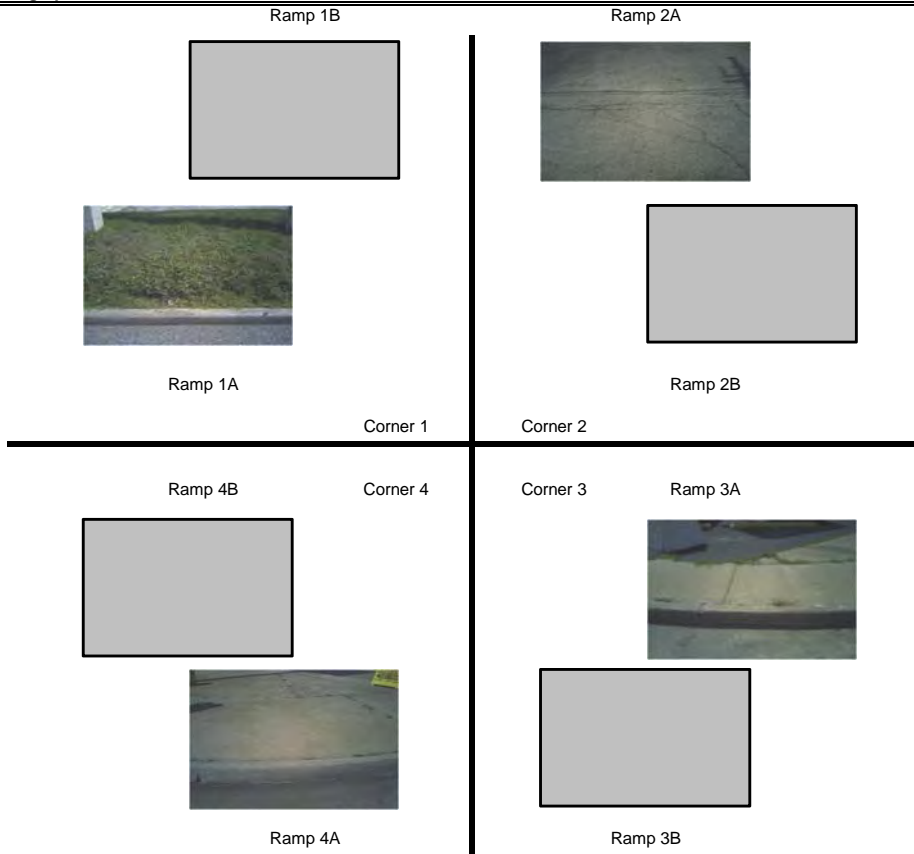 Ramp 1B Ramp 2A
Ramp 1A Ramp 2B
Corner 1 Corner 2
Ramp 4B Corner 4 Corner 3 Ramp 3A
Ramp 4A Ramp 3B